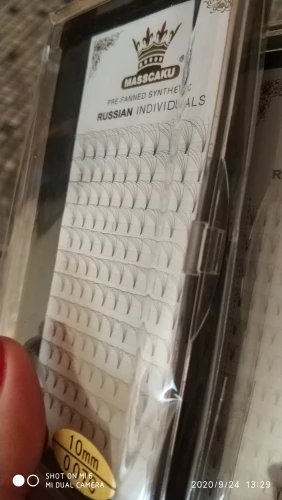 MASSCAKU
PRE-FANNED SYNTHETIC
RUSSIAN INDIVIDUALS
R
10mm
SHOT ON MI 8
MI DUAL CAMERA
2020/9/24 13:29